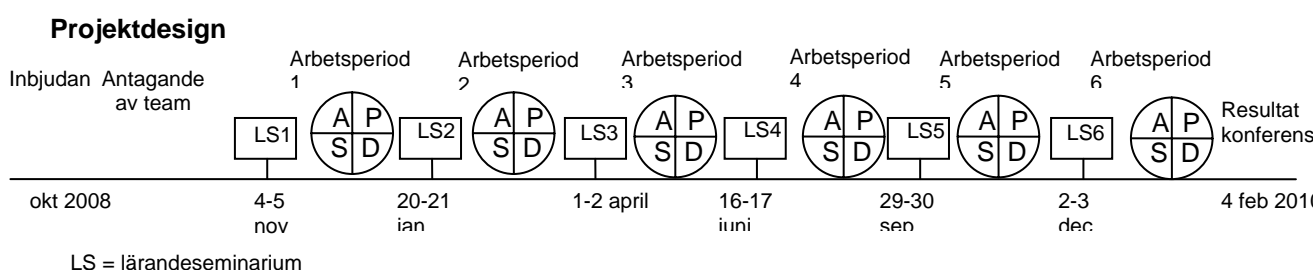 Projektdesign
Inbjudan Antagande av team
Arbetsperiod 1
Arbetsperiod 2
Arbetsperiod 3
Arbetsperiod 4
Arbetsperiod 5
Arbetsperiod 6
LS1
A P
S D
LS2
A P
S D
LS3
A P
S D
LS4
A P
S D
LS5
A P
S D
LS6
A P
S D
Resultat
konferens
okt 2008
4-5
nov
20-21
jan
1-2 april
16-17
juni
29-30
sep
2-3
dec
4 feb 2010
LS = lärandeseminarium